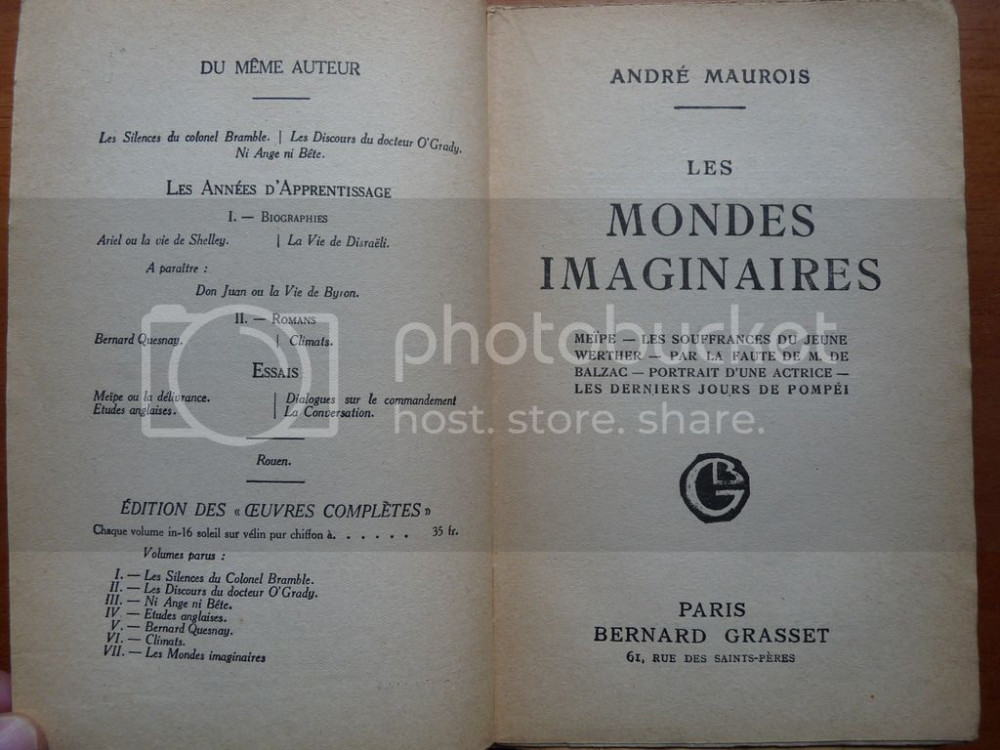 DU MÊME AUTEUR
Les Silences du colonel Bramble. | Les Discours du docteur O'Grady.
Ni Ange ni Bête.
LES ANNÉES D'APPRENTISSAGE
I. — BIOGRAPHIES
Ariel ou la vie de Shelley. | La Vie de Disraëli.
A paraître :
Don Juan ou la Vie de Byron.
II. — ROMANS
Bernard Quesnay. | Climats.
ESSAIS
Meïpe ou la délivrance. | Dialogues sur le commandement
Etudes anglaises. | La Conversation.
Rouen.
ÉDITION DES « ŒUVRES COMPLÈTES »
Chaque volume in-16 soleil sur vélin pur chiffon à. . . . . . 35 fr.
Volumes parus :
I. — Les Silences du Colonel Bramble.
II. — Les Discours du docteur O'Grady.
III. — Ni Ange ni Bête.
IV. — Etudes anglaises.
V. — Bernard Quesnay.
VI. — Climats.
VII. — Les Mondes imaginaires
ANDRÉ MAUROIS
LES
MONDES
IMAGINAIRES
MEÏPE — LES SOUFFRANCES DU JEUNE
WERTHER — PAR LA FAUTE DE M. DE
BALZAC — PORTRAIT D'UNE ACTRICE —
LES DERNIERS JOURS DE POMPÉI
BG
PARIS
BERNARD GRASSET
61, RUE DES SAINTS-PÈRES
photobucket
host. store. share.